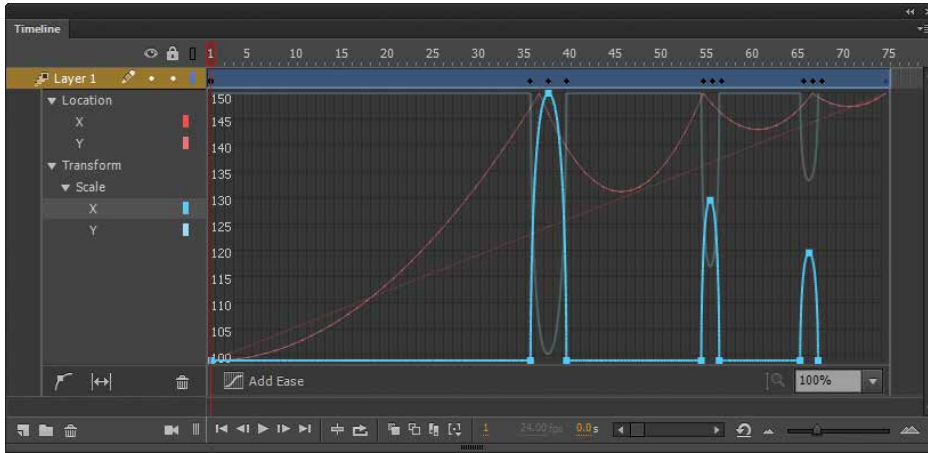 Timeline
1 5 10 15 20 25 30 35 40 45 50 55 60 65 70 75
Layer 1
Location
X
Y
Transform
Scale
X
Y
150
145
140
135
130
125
120
115
110
105
100
Add Ease
100%
1 24.00 fps 0.0 s